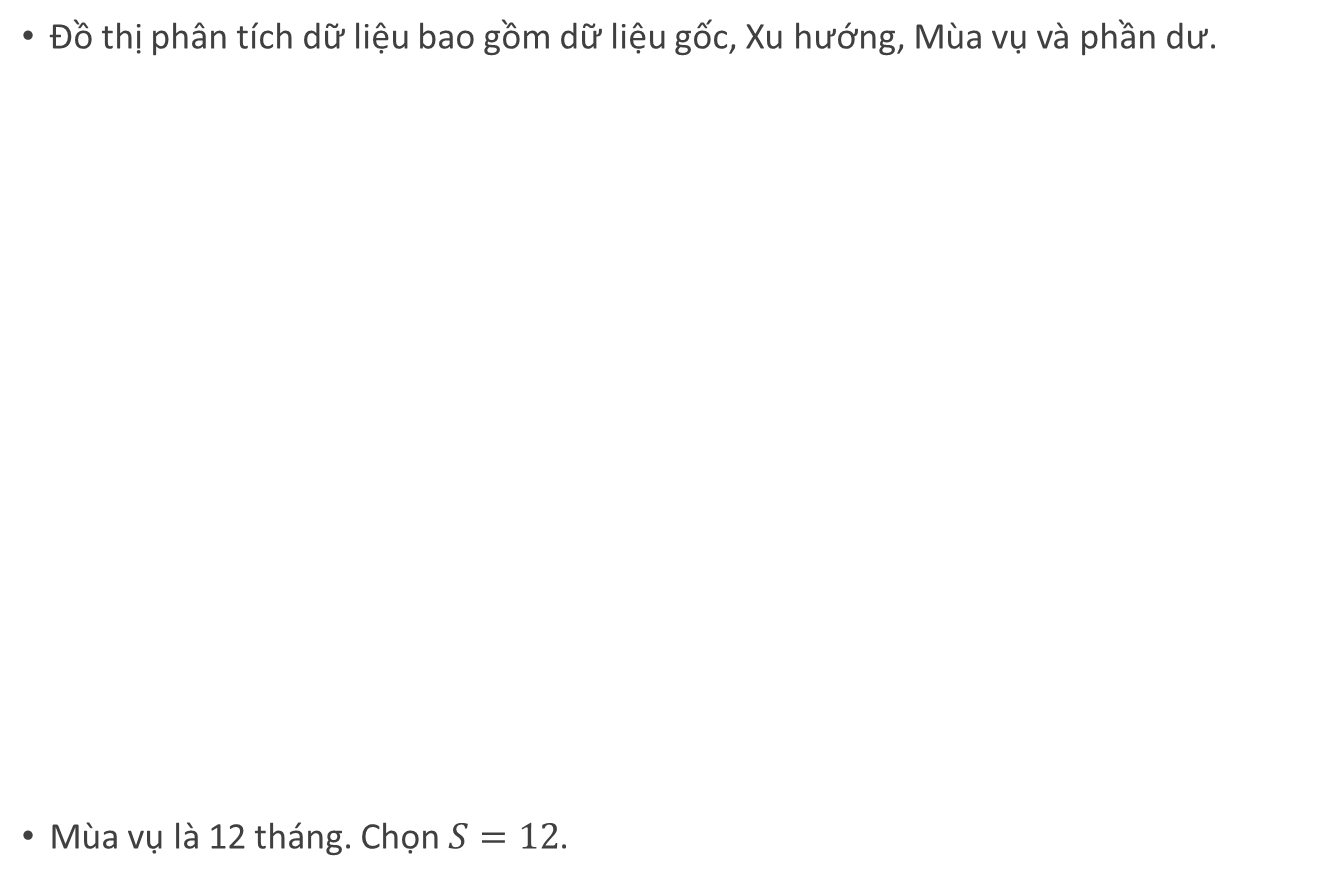 • Đồ thị phân tích dữ liệu bao gồm dữ liệu gốc, Xu hướng, Mùa vụ và phần dư.
• Mùa vụ là 12 tháng. Chọn 𝑆 = 12.